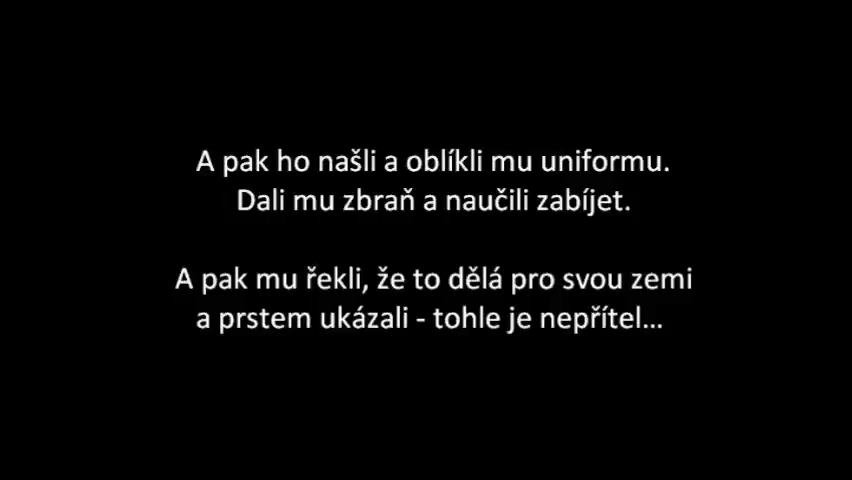 A pak ho našli a oblíkli mu uniformu.
Dali mu zbraň a naučili zabíjet.
A pak mu řekli, že to dělá pro svou zemi
a prstem ukázali - tohle je nepřítel…